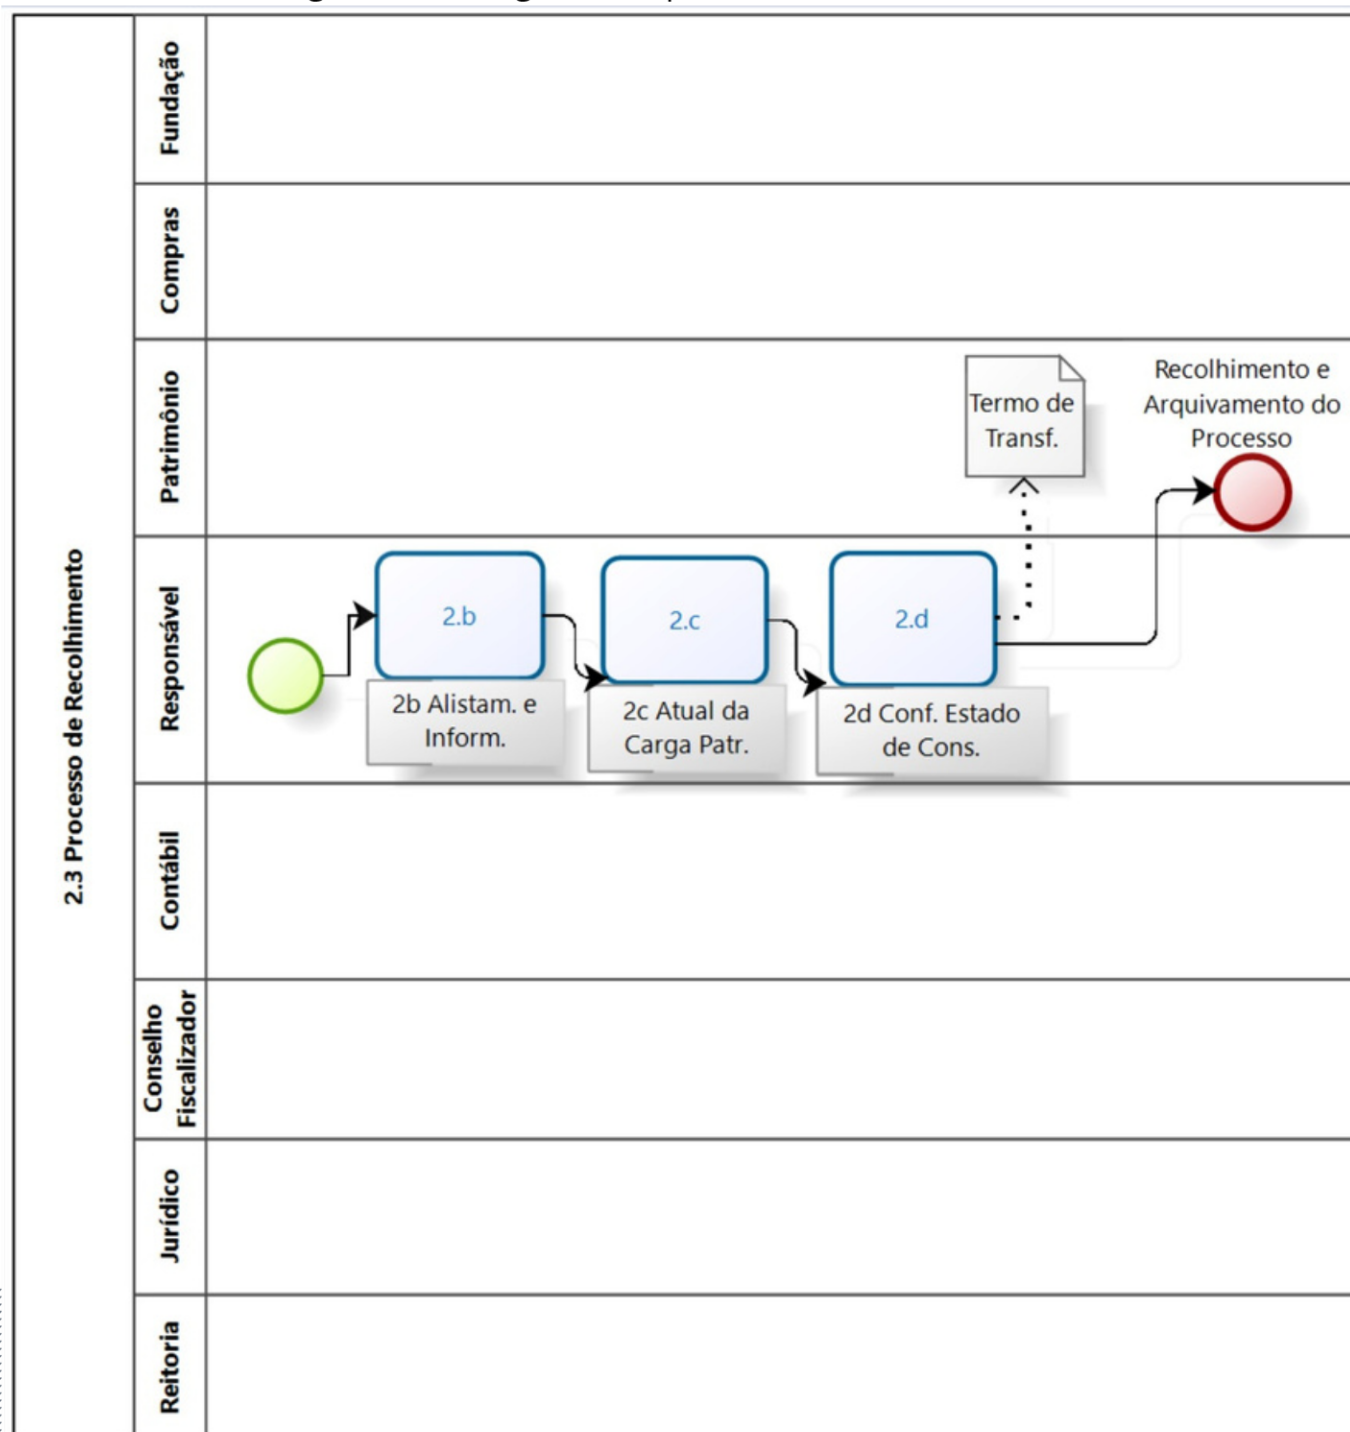 2.3 Processo de Recolhimento
Fundação
Compras
Patrimônio
Termo de
Transf.
Recolhimento e
Arquivamento do
Processo
Responsável
2.b
2b Alistam. e
Inform.
2.c
2c Atual da
Carga Patr.
2.d
2d Conf. Estado
de Cons.
Contábil
Conselho
Fiscalizador
Jurídico
Reitoria